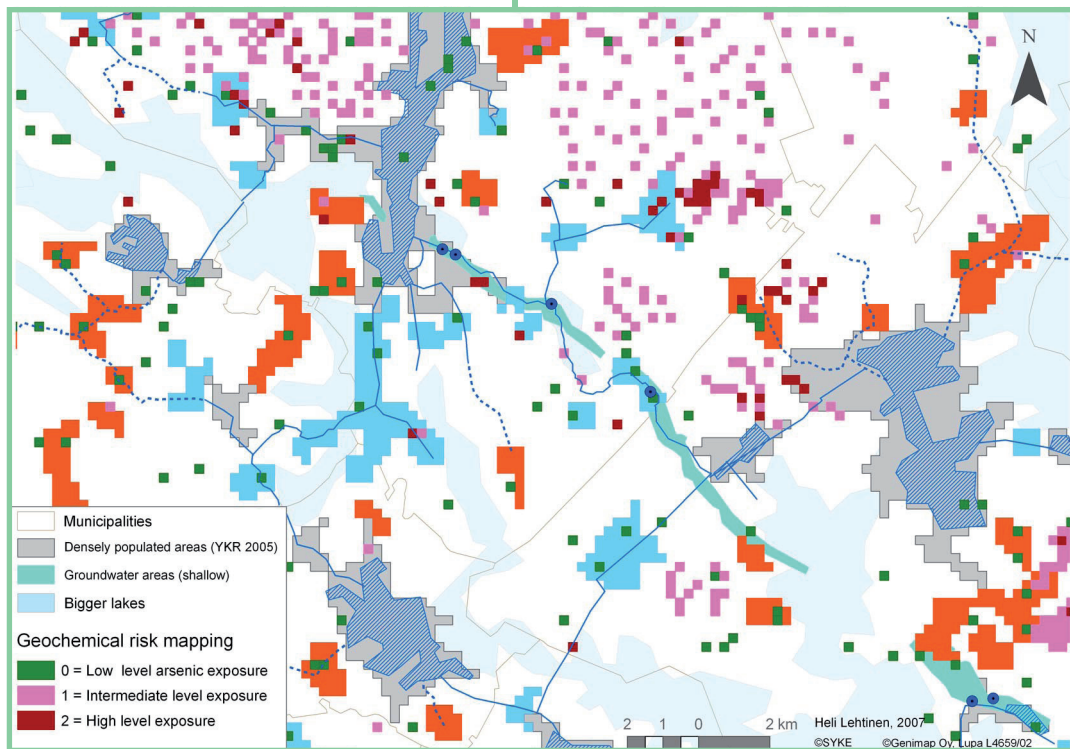 N
Municipalities
Densely populated areas (YKR 2005)
Groundwater areas (shallow)
Bigger lakes
Geochemical risk mapping
0 = Low level arsenic exposure
1 = Intermediate level exposure
2 = High level exposure
2 1 0 2 km
Heli Lehtinen, 2007
©SYKE ©Genimap Oy, Lupa L4659/02